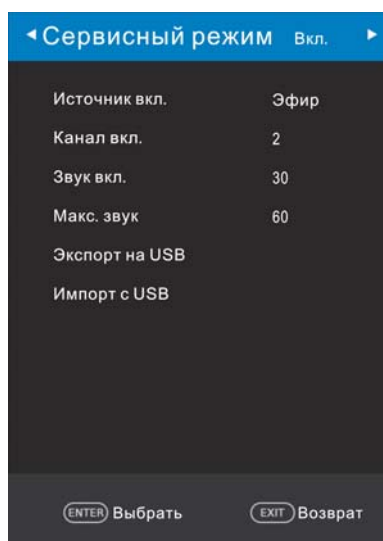 Сервисный режим Вкл.
Источник вкл. Эфир
Канал вкл. 2
Звук вкл. 30
Макс. звук 60
Экспорт на USB
Импорт с USB
ENTER Выбрать EXIT Возврат